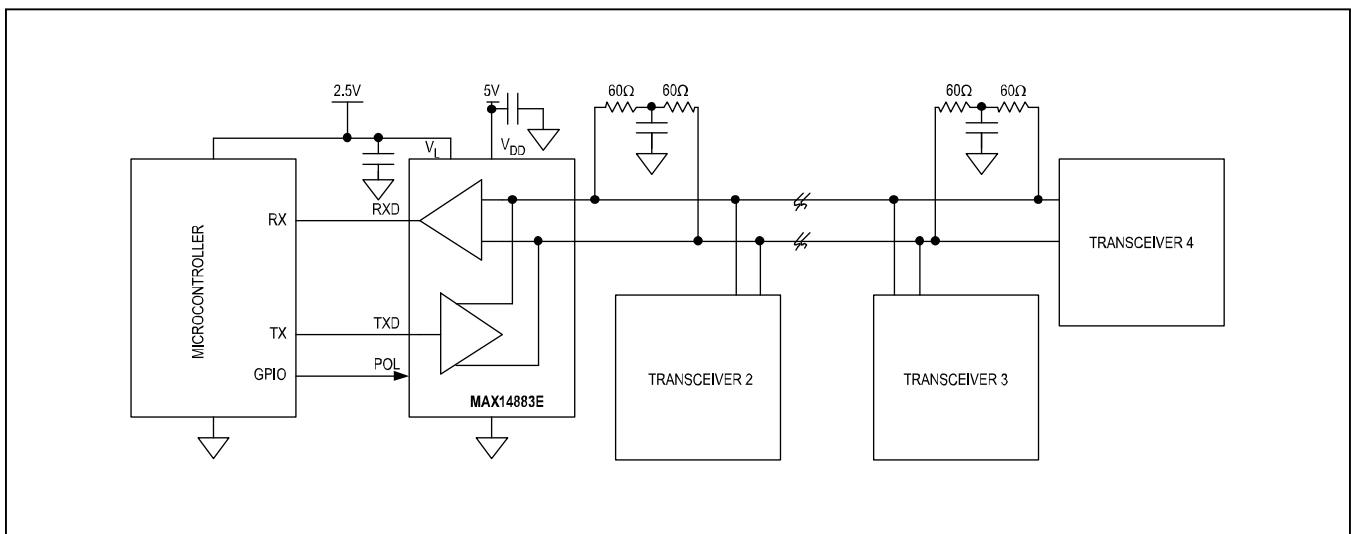 2.5V
5V
60Ω 60Ω
60Ω 60Ω
V_L
V_DD
MICROCONTROLLER
RX
RXD
TX
TXD
GPIO
POL
MAX14883E
TRANSCEIVER 2
TRANSCEIVER 3
TRANSCEIVER 4